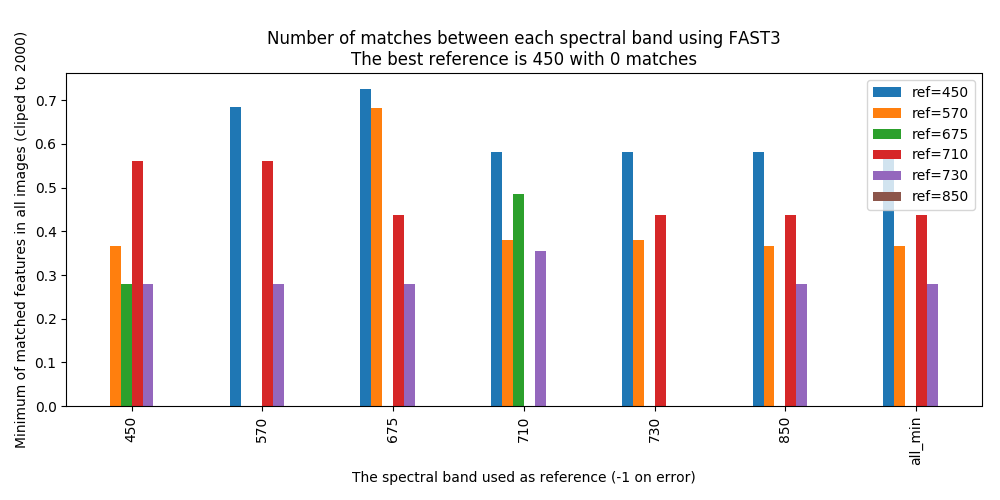 Number of matches between each spectral band using FAST3
The best reference is 450 with 0 matches
Minimum of matched features in all images (cliped to 2000)
0.7
0.6
0.5
0.4
0.3
0.2
0.1
0.0
ref=450
ref=570
ref=675
ref=710
ref=730
ref=850
450
570
675
710
730
850
all_min
The spectral band used as reference (-1 on error)